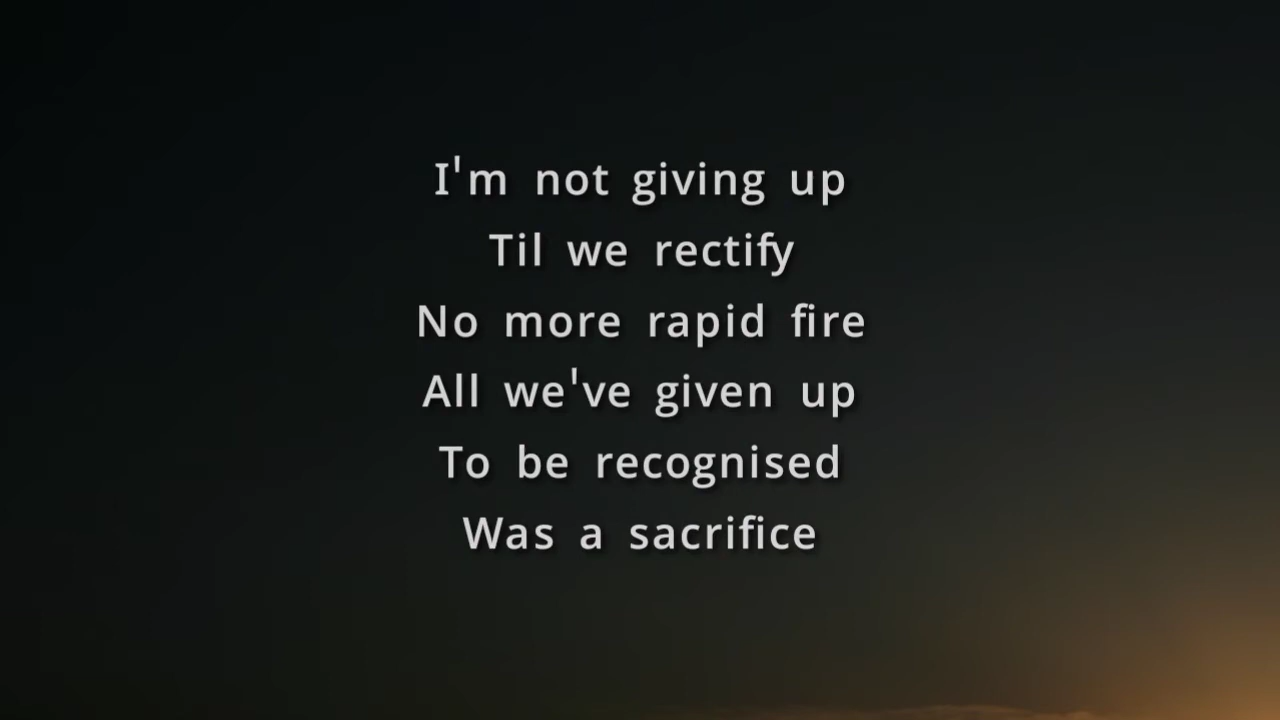 I'm not giving up
Til we rectify
No more rapid fire
All we've given up
To be recognised
Was a sacrifice